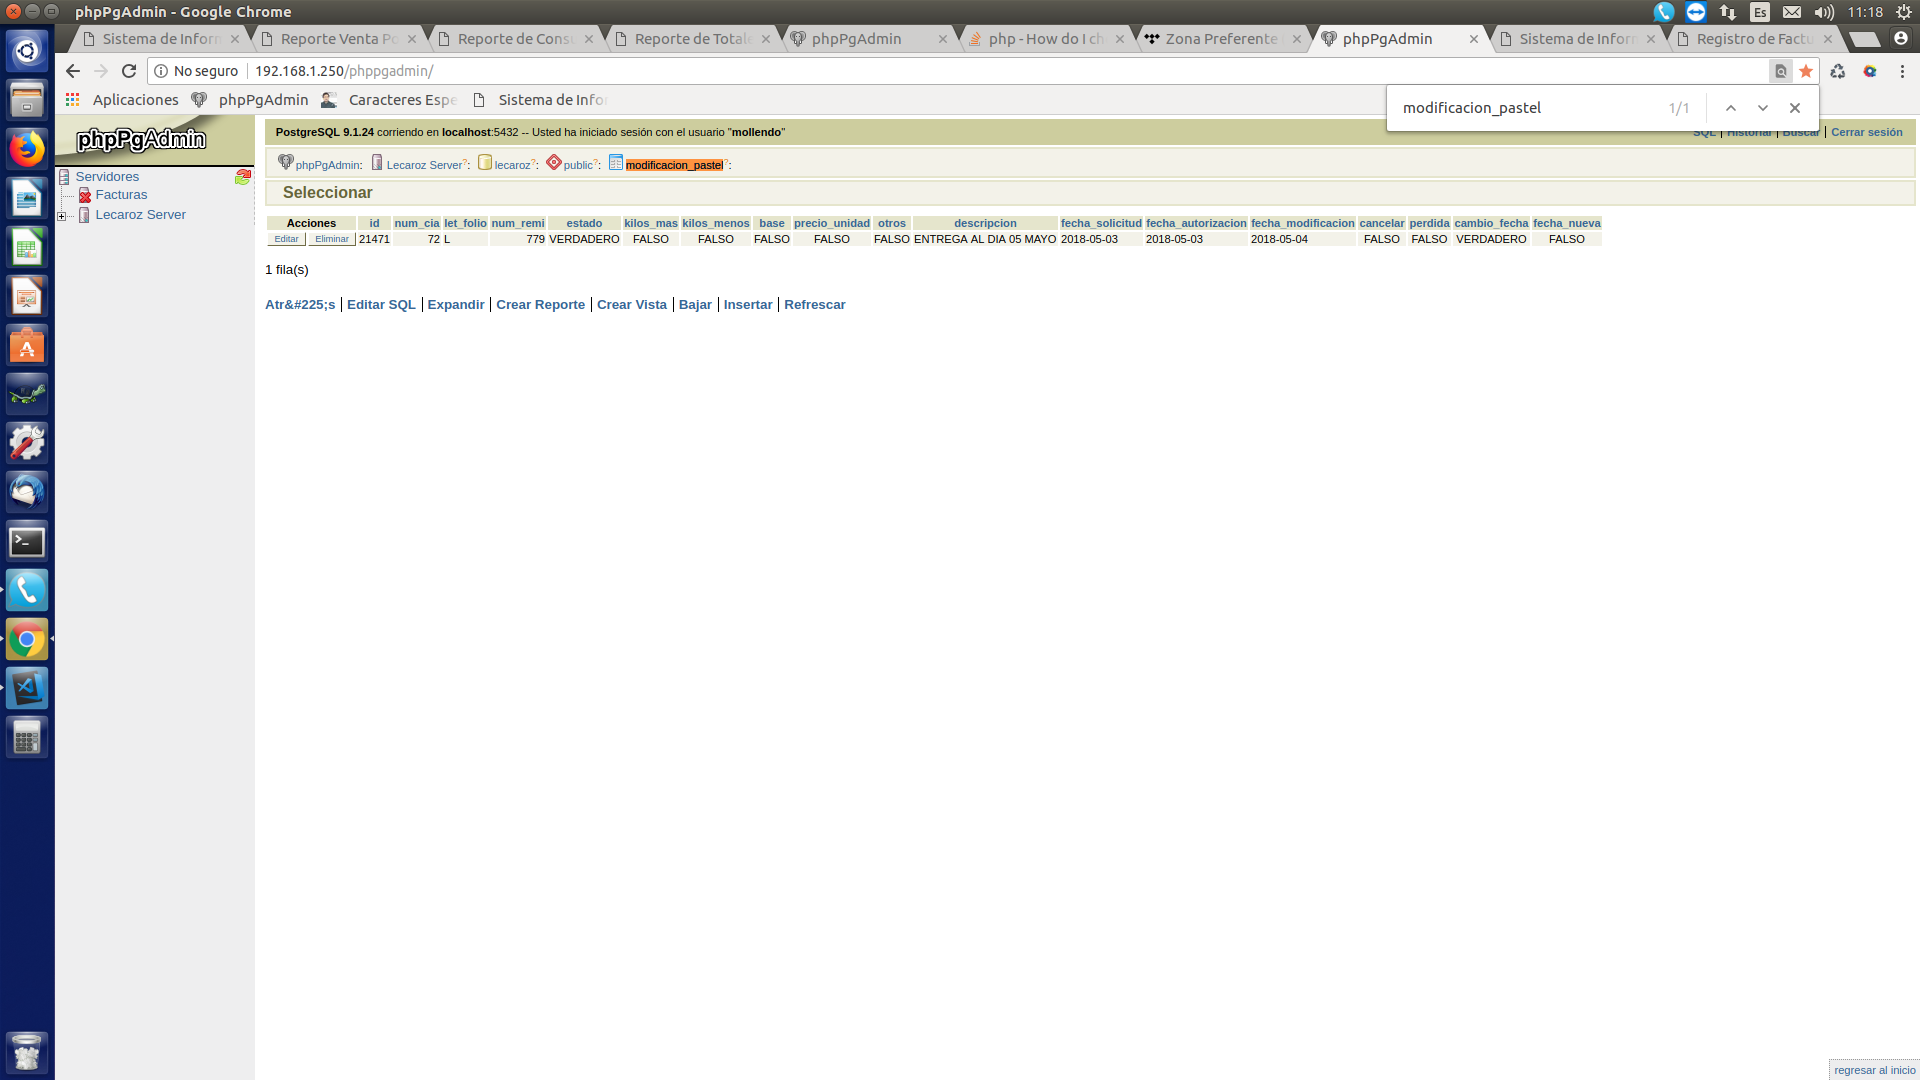 phpPgAdmin - Google Chrome
Es 11:18
Sistema de Inform Reporte Venta Po Reporte de Consu Reporte de Totale phpPgAdmin php - How do I ch Zona Preferente phpPgAdmin Sistema de Inform Registro de Factu
No seguro 192.168.1.250/phppgadmin/
Aplicaciones phpPgAdmin Caracteres Espe Sistema de Infor
modificacion_pastel 1/1
phpPgAdmin
PostgreSQL 9.1.24 corriendo en localhost:5432 -- Usted ha iniciado sesión con el usuario "mollendo"
SQL | Historial | Buscar | Cerrar sesión
phpPgAdmin: Lecaroz Server?: lecaroz?: public?: modificacion_pastel?:
Servidores
Facturas
Lecaroz Server
Seleccionar
Acciones id num_cia let_folio num_remi estado kilos_mas kilos_menos base precio_unidad otros descripcion fecha_solicitud fecha_autorizacion fecha_modificacion cancelar perdida cambio_fecha fecha_nueva
Editar Eliminar 21471 72 L 779 VERDADERO FALSO FALSO FALSO FALSO FALSO ENTREGA AL DIA 05 MAYO 2018-05-03 2018-05-03 2018-05-04 FALSO FALSO VERDADERO FALSO
1 fila(s)
Atr&#225;s | Editar SQL | Expandir | Crear Reporte | Crear Vista | Bajar | Insertar | Refrescar
regresar al inicio